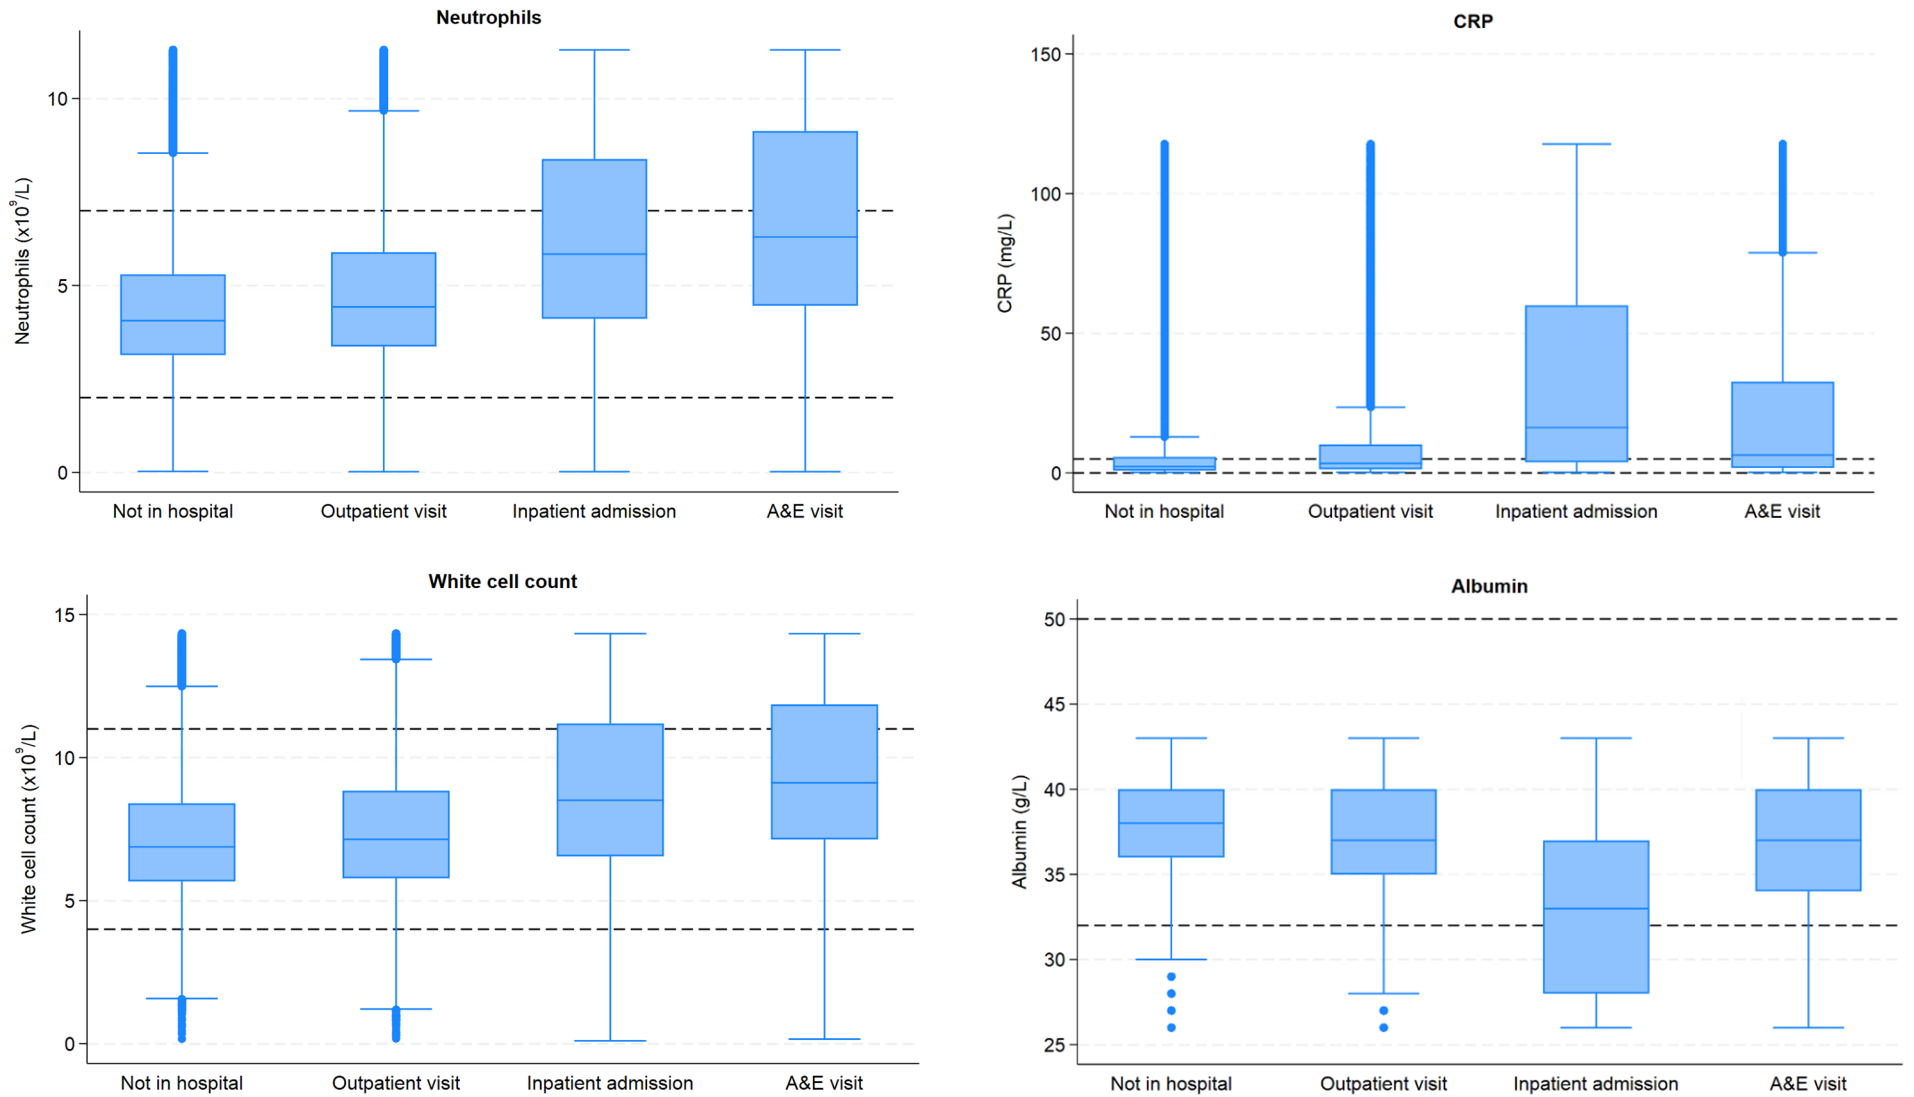 Neutrophils
Neutrophils (x10⁹/L)
10
5
0
Not in hospital
Outpatient visit
Inpatient admission
A&E visit
CRP
CRP (mg/L)
150
100
50
0
Not in hospital
Outpatient visit
Inpatient admission
A&E visit
White cell count
White cell count (x10⁹/L)
15
10
5
0
Not in hospital
Outpatient visit
Inpatient admission
A&E visit
Albumin
Albumin (g/L)
50
45
40
35
30
25
Not in hospital
Outpatient visit
Inpatient admission
A&E visit